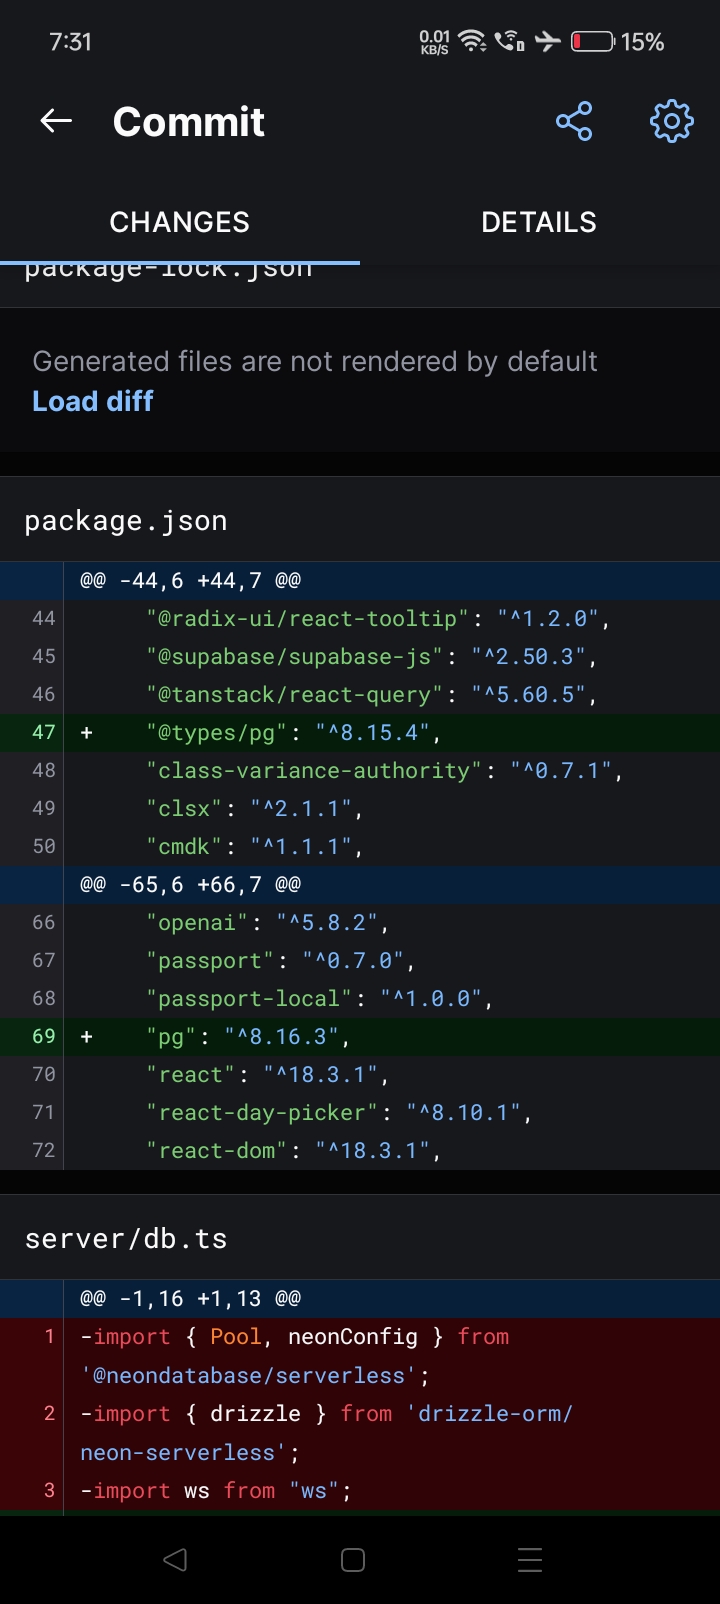 7:31
0.01
KB/S
15%
Commit
CHANGES
DETAILS
package-lock.json
Generated files are not rendered by default
Load diff
package.json
@@ -44,6 +44,7 @@
44 "@radix-ui/react-tooltip": "^1.2.0",
45 "@supabase/supabase-js": "^2.50.3",
46 "@tanstack/react-query": "^5.60.5",
47 + "@types/pg": "^8.15.4",
48 "class-variance-authority": "^0.7.1",
49 "clsx": "^2.1.1",
50 "cmdk": "^1.1.1",
@@ -65,6 +66,7 @@
66 "openai": "^5.8.2",
67 "passport": "^0.7.0",
68 "passport-local": "^1.0.0",
69 + "pg": "^8.16.3",
70 "react": "^18.3.1",
71 "react-day-picker": "^8.10.1",
72 "react-dom": "^18.3.1",
server/db.ts
@@ -1,16 +1,13 @@
1 -import { Pool, neonConfig } from
'@neondatabase/serverless';
2 -import { drizzle } from 'drizzle-orm/
neon-serverless';
3 -import ws from "ws";